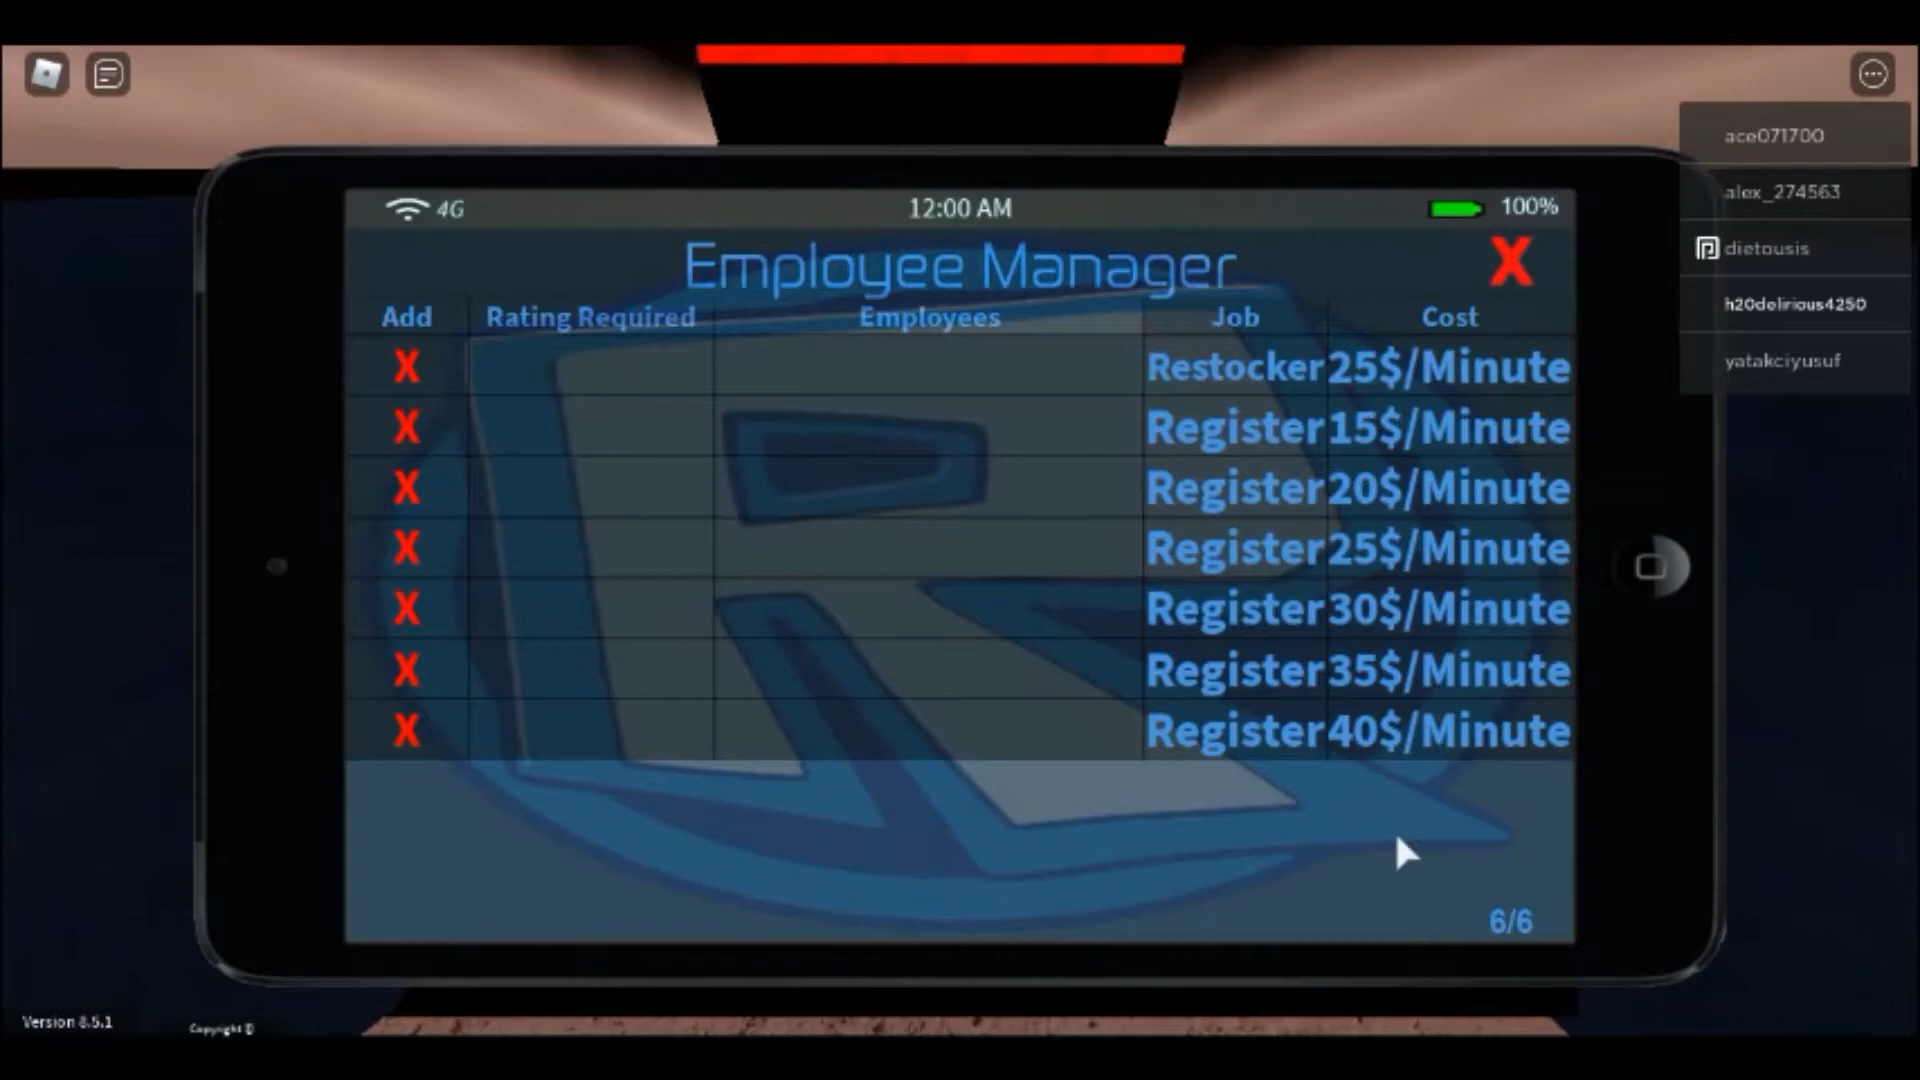 4G 12:00 AM 100%
Employee Manager X
Add Rating Required Employees Job Cost
X Restocker 25$/Minute
X Register 15$/Minute
X Register 20$/Minute
X Register 25$/Minute
X Register 30$/Minute
X Register 35$/Minute
X Register 40$/Minute
6/6
ace071700
alex_274563
dietousis
h20delirious4250
yatakciyusuf
Version 8.5.1
Copyright ©